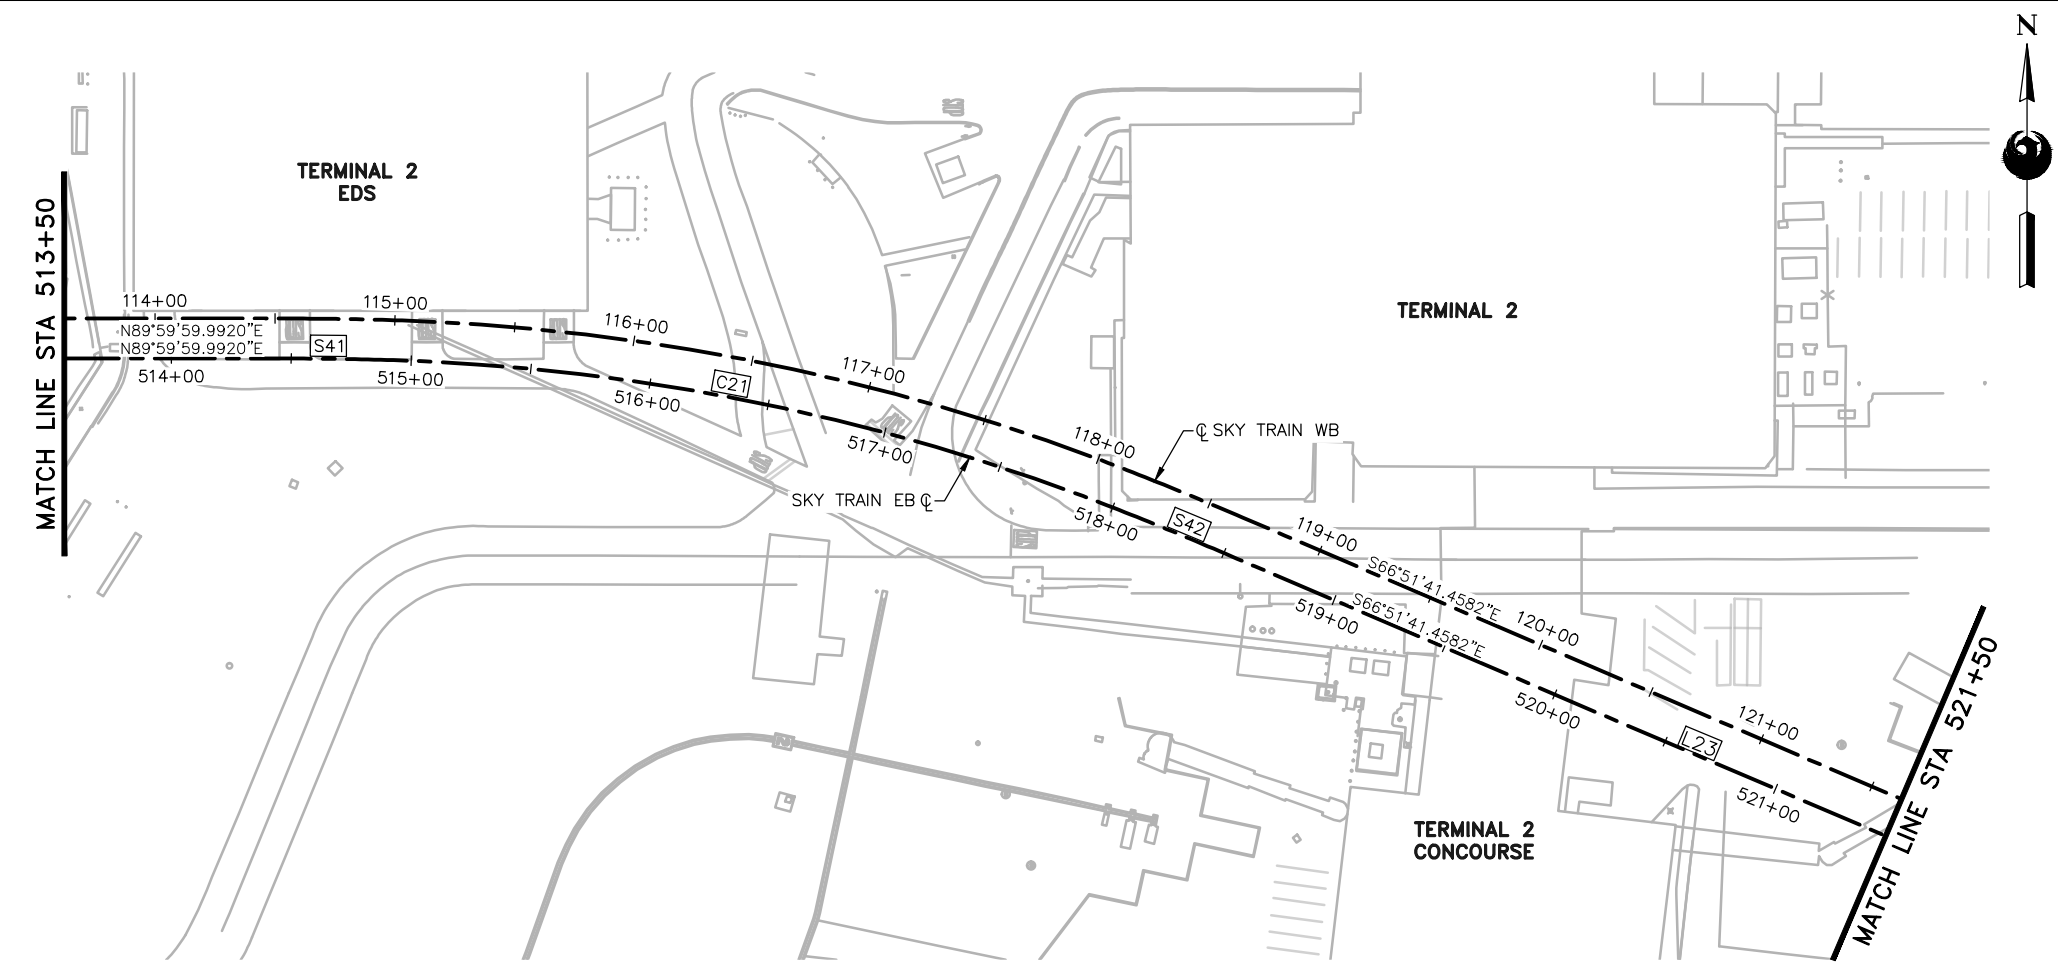 N
TERMINAL 2
EDS
MATCH LINE STA 513+50
114+00
115+00
N89°59'59.9920"E
N89°59'59.9920"E
S41
514+00
515+00
116+00
C21
516+00
117+00
517+00
TERMINAL 2
118+00
℄ SKY TRAIN WB
SKY TRAIN EB ℄
518+00
S42
119+00
S66°51'41.4582"E
S66°51'41.4582"E
519+00
120+00
520+00
L23
121+00
521+00
MATCH LINE STA 521+50
TERMINAL 2
CONCOURSE